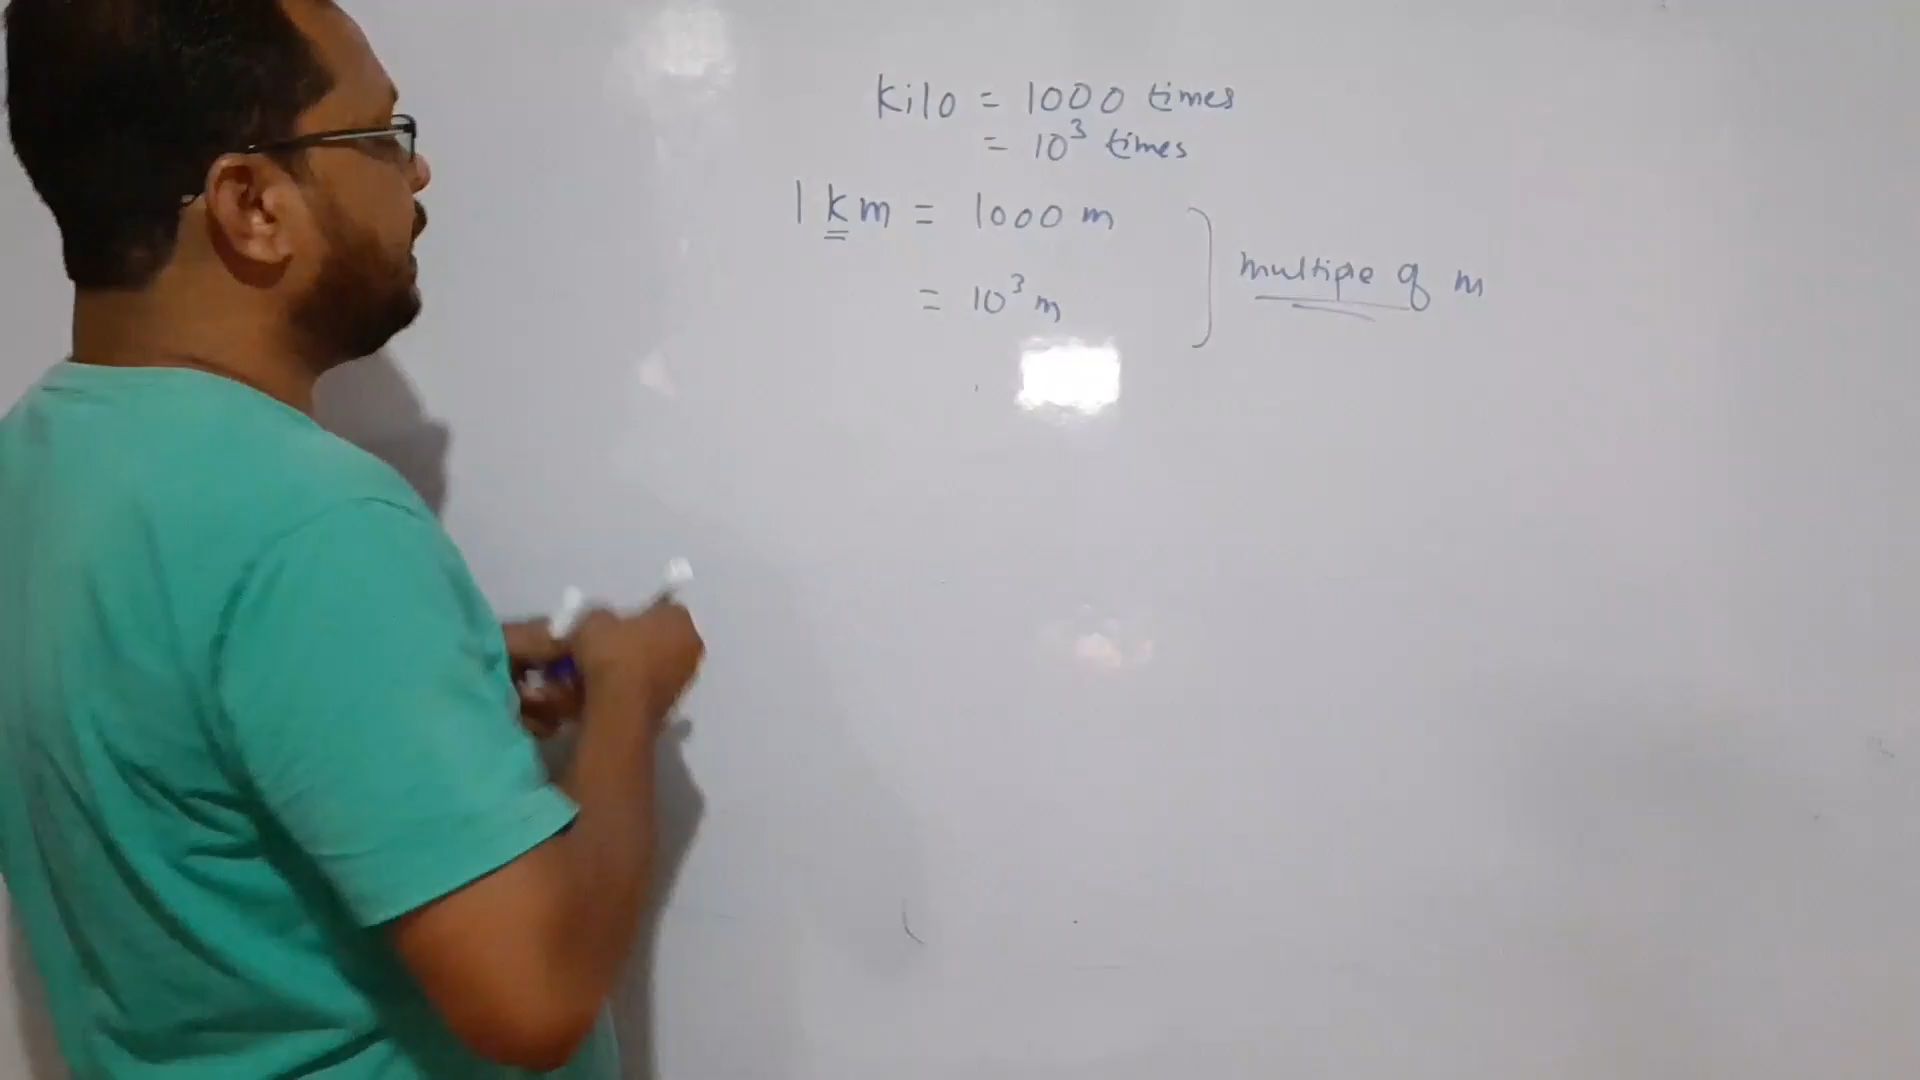 kilo = 1000 times
= 10³ times
1 km = 1000 m
= 10³ m
multiple of m